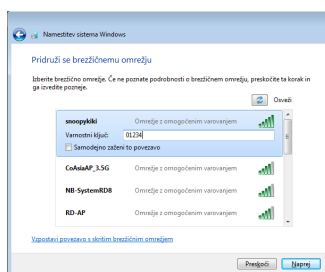 Namestitev sistema Windows
Pridruži se brezžičnemu omrežju
Izberite brezžično omrežje. Če ne poznate podrobnosti o brezžičnem omrežju, preskočite ta korak in
ga izvedite pozneje.
Osveži
snoopykiki Omrežje z omogočenim varovanjem
Varnostni ključ: 01234
Samodejno zaženi to povezavo
CoAsiaAP_3.5G Omrežje z omogočenim varovanjem
NB-SystemRDB Omrežje z omogočenim varovanjem
RD-AP Omrežje z omogočenim varovanjem
Vzpostavi povezavo s skritim brezžičnim omrežjem
Preskoči Naprej